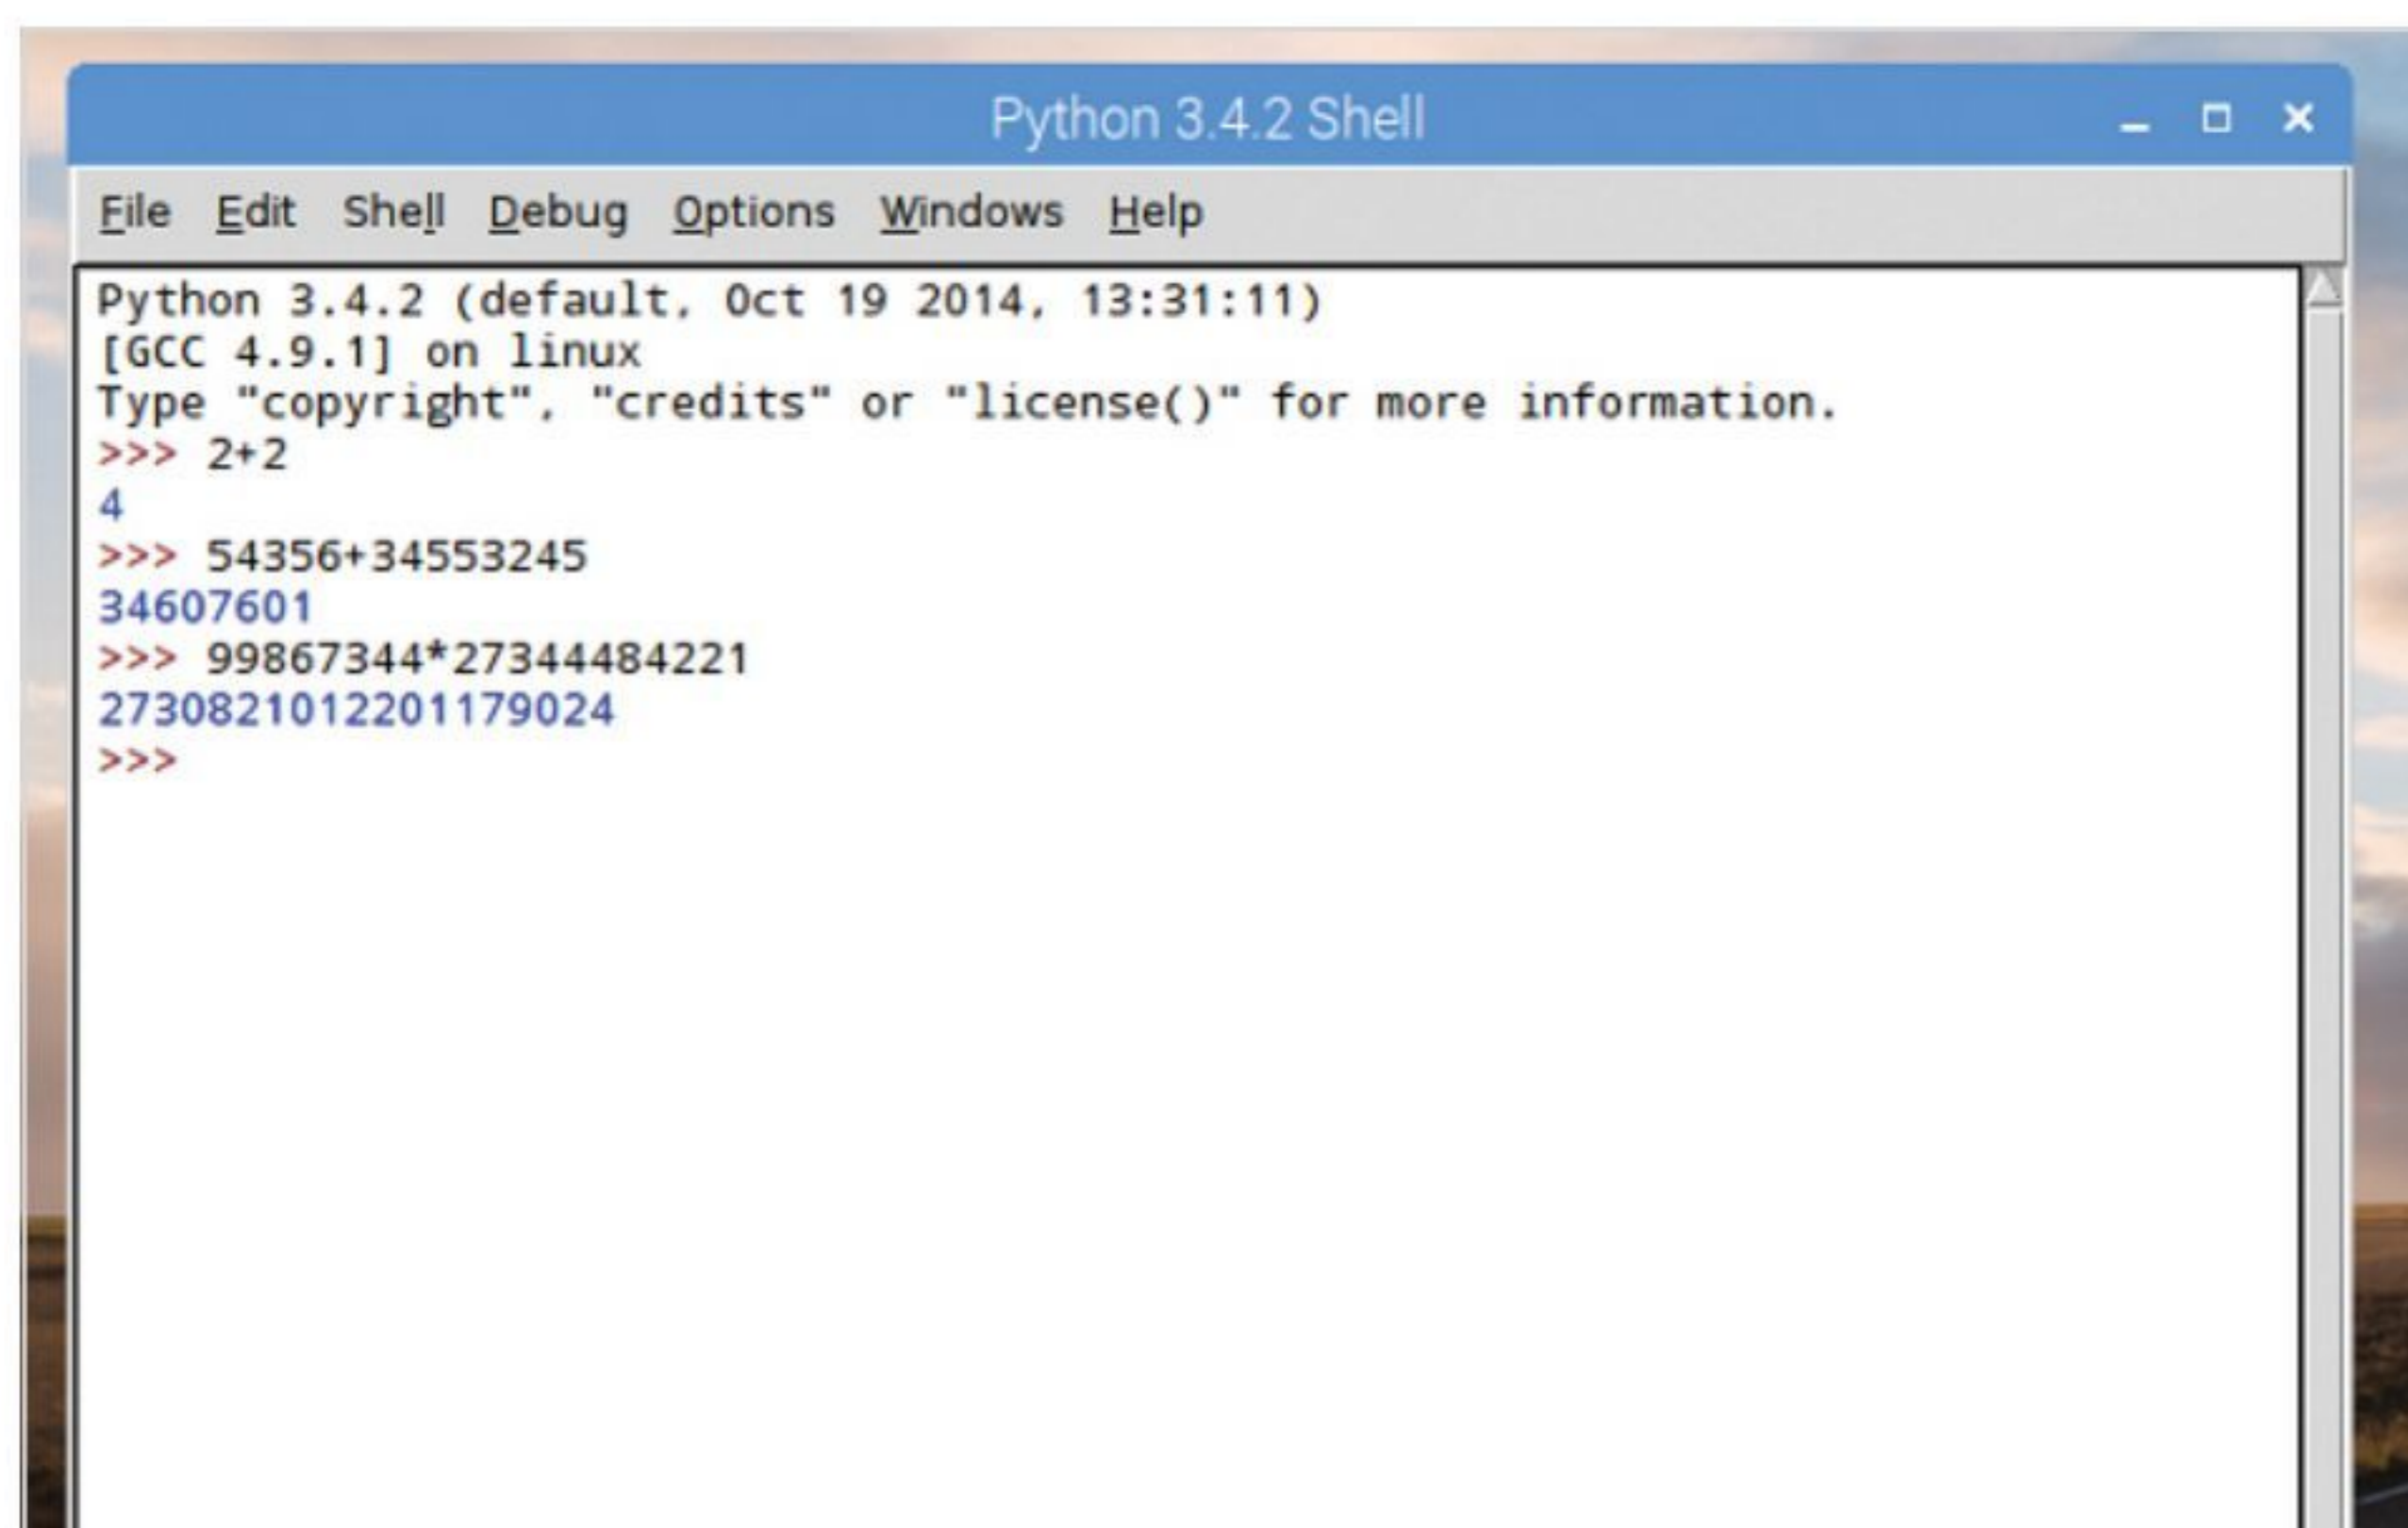 Python 3.4.2 Shell
File Edit Shell Debug Options Windows Help
Python 3.4.2 (default, Oct 19 2014, 13:31:11)
[GCC 4.9.1] on linux
Type "copyright", "credits" or "license()" for more information.
>>> 2+2
4
>>> 54356+34553245
34607601
>>> 99867344*27344484221
2730821012201179024
>>>